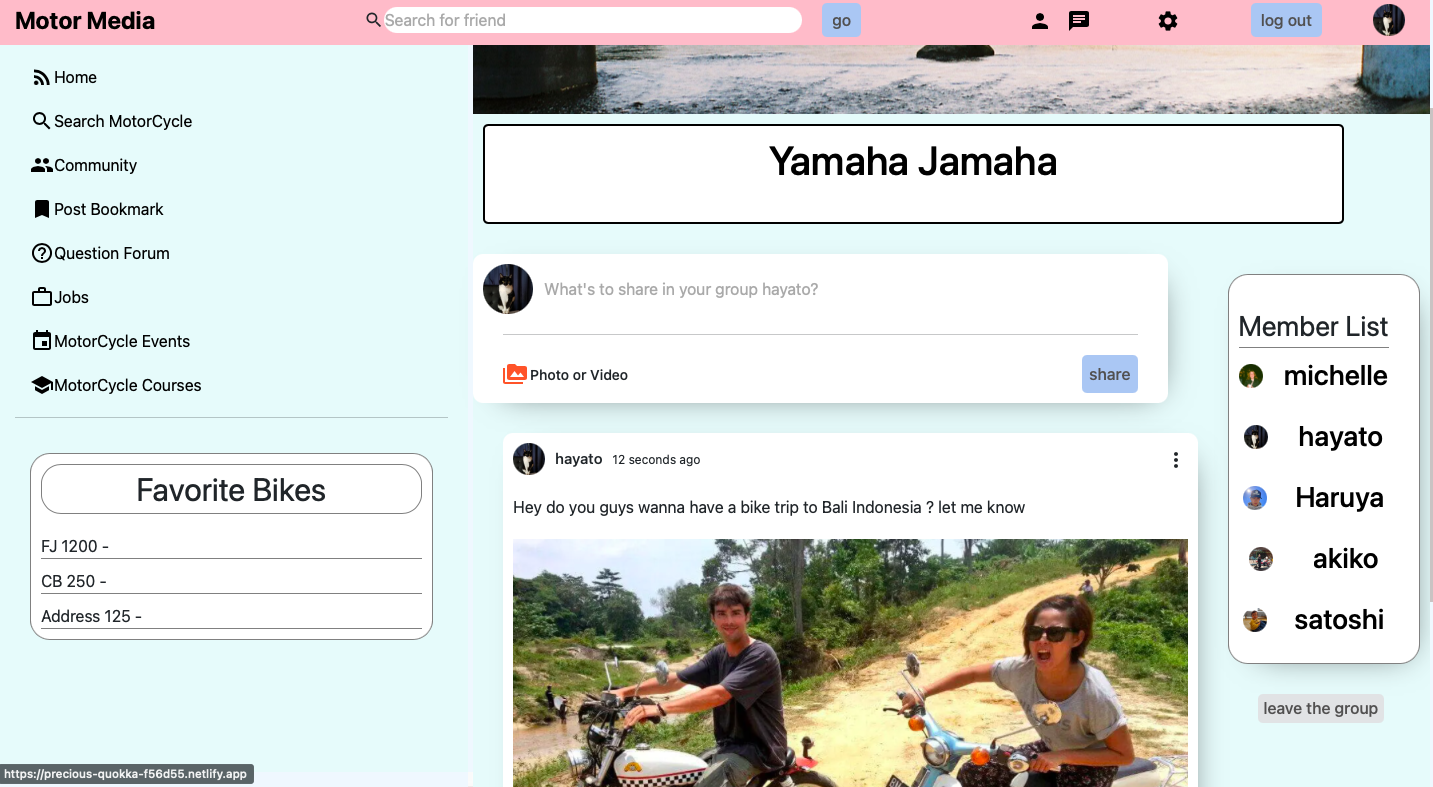 Motor Media
Search for friend
go
log out
Home
Search MotorCycle
Community
Post Bookmark
Question Forum
Jobs
MotorCycle Events
MotorCycle Courses
Favorite Bikes
FJ 1200 -
CB 250 -
Address 125 -
Yamaha Jamaha
What's to share in your group hayato?
Photo or Video
share
hayato 12 seconds ago
Hey do you guys wanna have a bike trip to Bali Indonesia ? let me know
Member List
michelle
hayato
Haruya
akiko
satoshi
leave the group
https://precious-quokka-f56d55.netlify.app